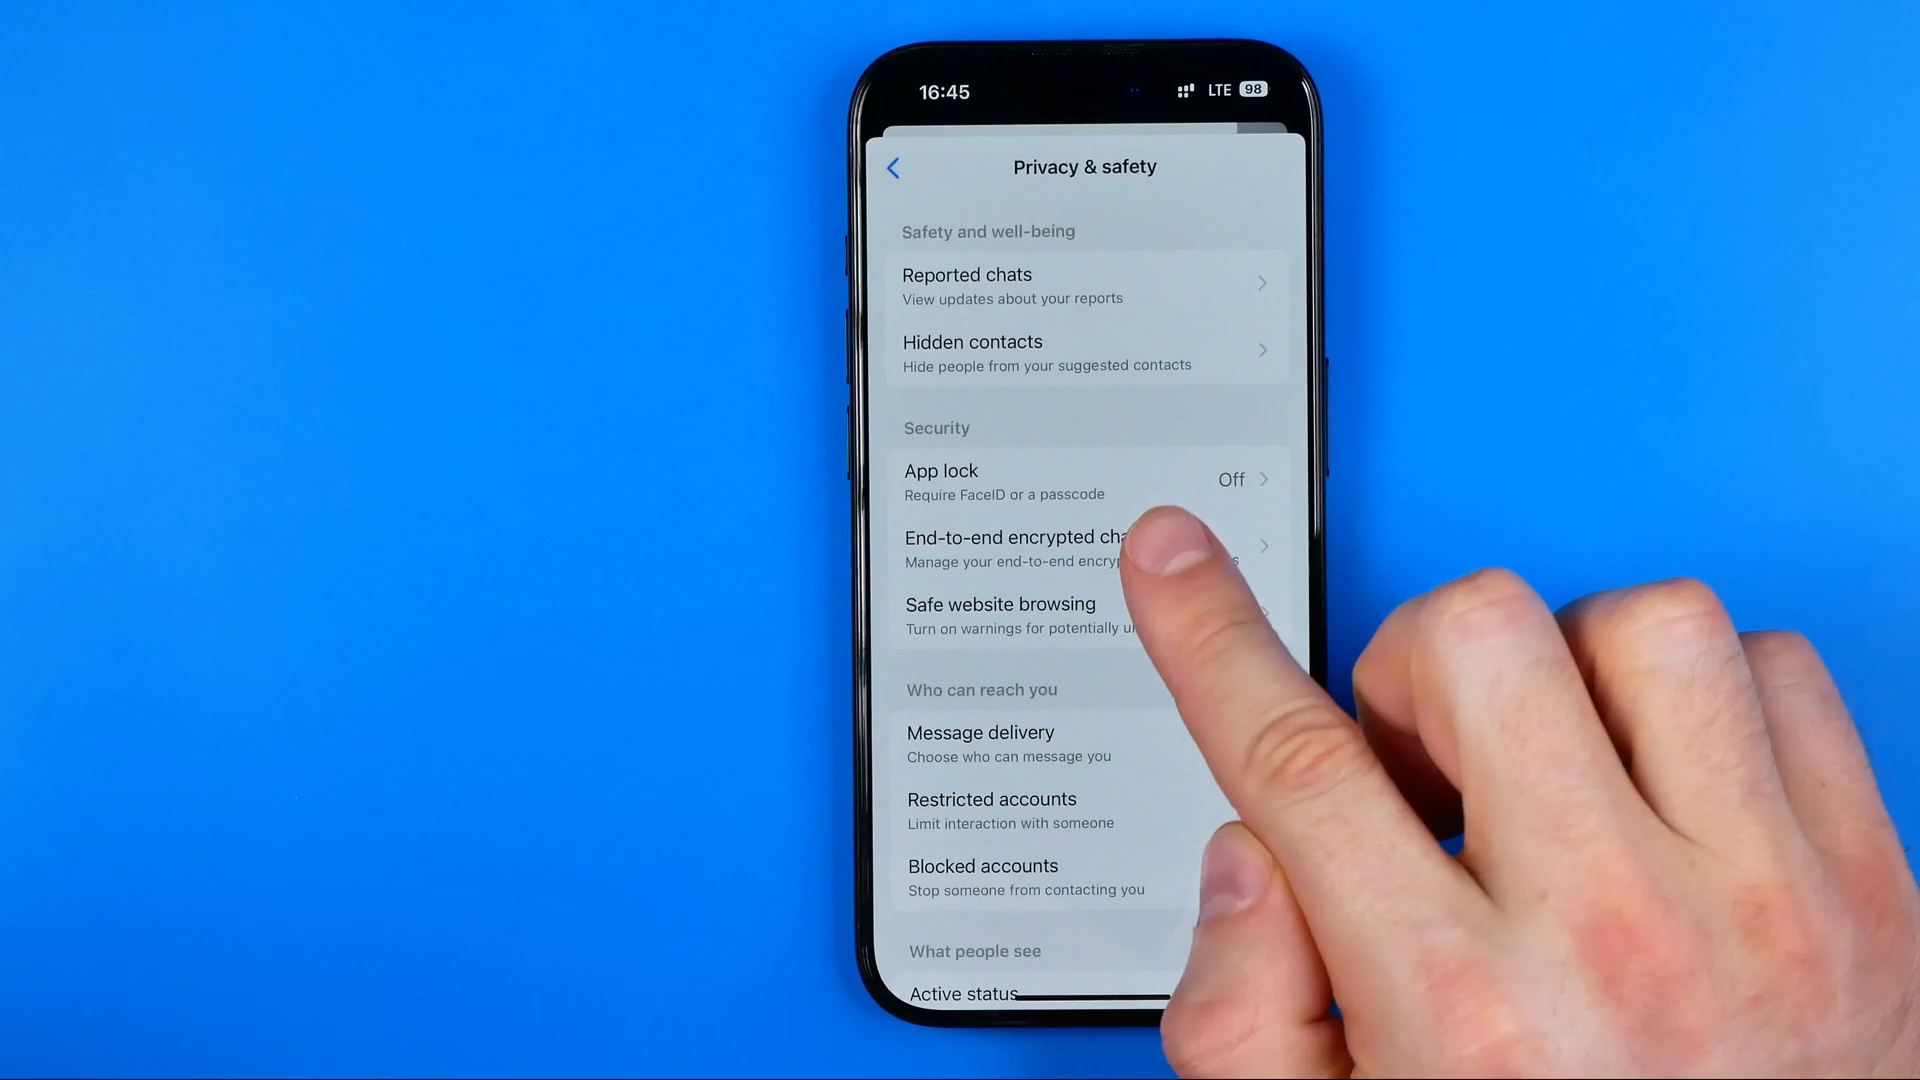 16:45
LTE 98
Privacy & safety
Safety and well-being
Reported chats
View updates about your reports
Hidden contacts
Hide people from your suggested contacts
Security
App lock
Off
Require FaceID or a passcode
End-to-end encrypted
Manage your end-to-end
Safe website browsing
Turn on warnings for potentially
Who can reach you
Message delivery
Choose who can message you
Restricted accounts
Limit interaction with someone
Blocked accounts
Stop someone from contacting you
What people see
Active status